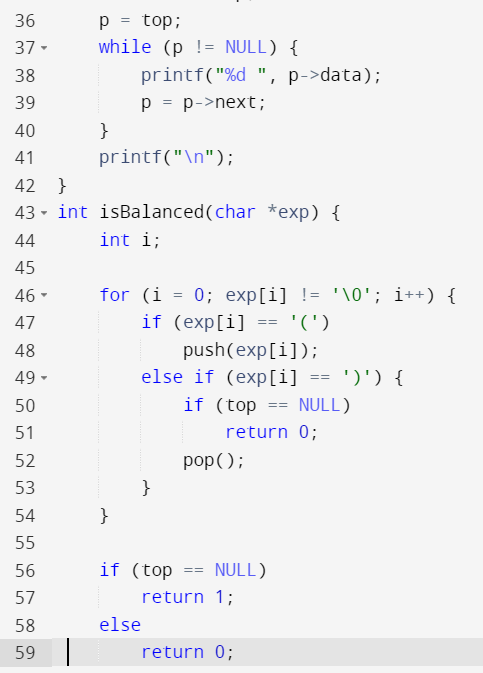 36 p = top;
37 while (p != NULL) {
38 printf("%d ", p->data);
39 p = p->next;
40 }
41 printf("\n");
42 }
43 int isBalanced(char *exp) {
44 int i;
45
46 for (i = 0; exp[i] != '\0'; i++) {
47 if (exp[i] == '(')
48 push(exp[i]);
49 else if (exp[i] == ')') {
50 if (top == NULL)
51 return 0;
52 pop();
53 }
54 }
55
56 if (top == NULL)
57 return 1;
58 else
59 return 0;